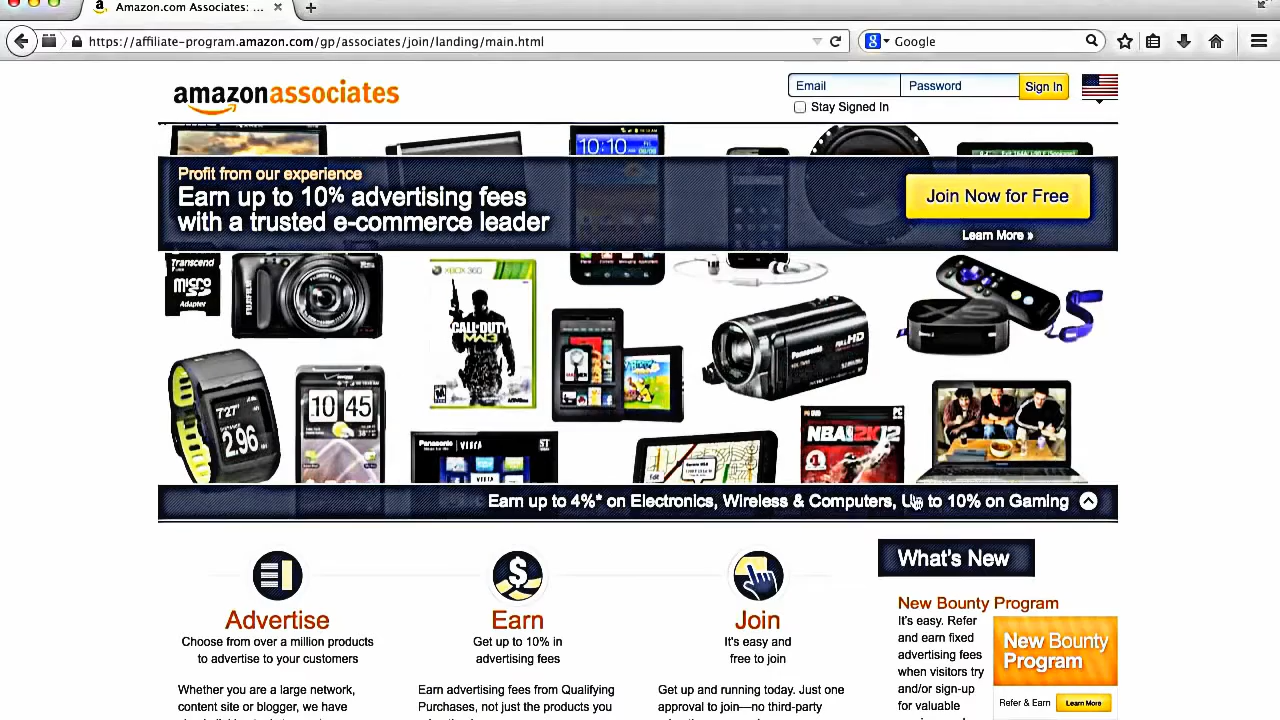 Amazon.com Associates: ...
https://affiliate-program.amazon.com/gp/associates/join/landing/main.html
Google
amazonassociates
Email
Password
Sign In
Stay Signed In
Profit from our experience
Earn up to 10% advertising fees
with a trusted e-commerce leader
Join Now for Free
Learn More »
10:10
Transcend
micro
Adapter
FUJIFILM
XBOX 360
CALL·DUTY
MW3
Panasonic
HD
7'27"
2.96
10 45
Panasonic
VIERA
NBA 2K12
PC
Earn up to 4%* on Electronics, Wireless & Computers, Up to 10% on Gaming
Advertise
Choose from over a million products
to advertise to your customers
Whether you are a large network,
content site or blogger, we have
Earn
Get up to 10% in
advertising fees
Earn advertising fees from Qualifying
Purchases, not just the products you
Join
It's easy and
free to join
Get up and running today. Just one
approval to join—no third-party
What's New
New Bounty Program
It's easy. Refer
and earn fixed
advertising fees
when visitors try
and/or sign-up
for valuable
New Bounty
Program
Refer & Earn
Learn More